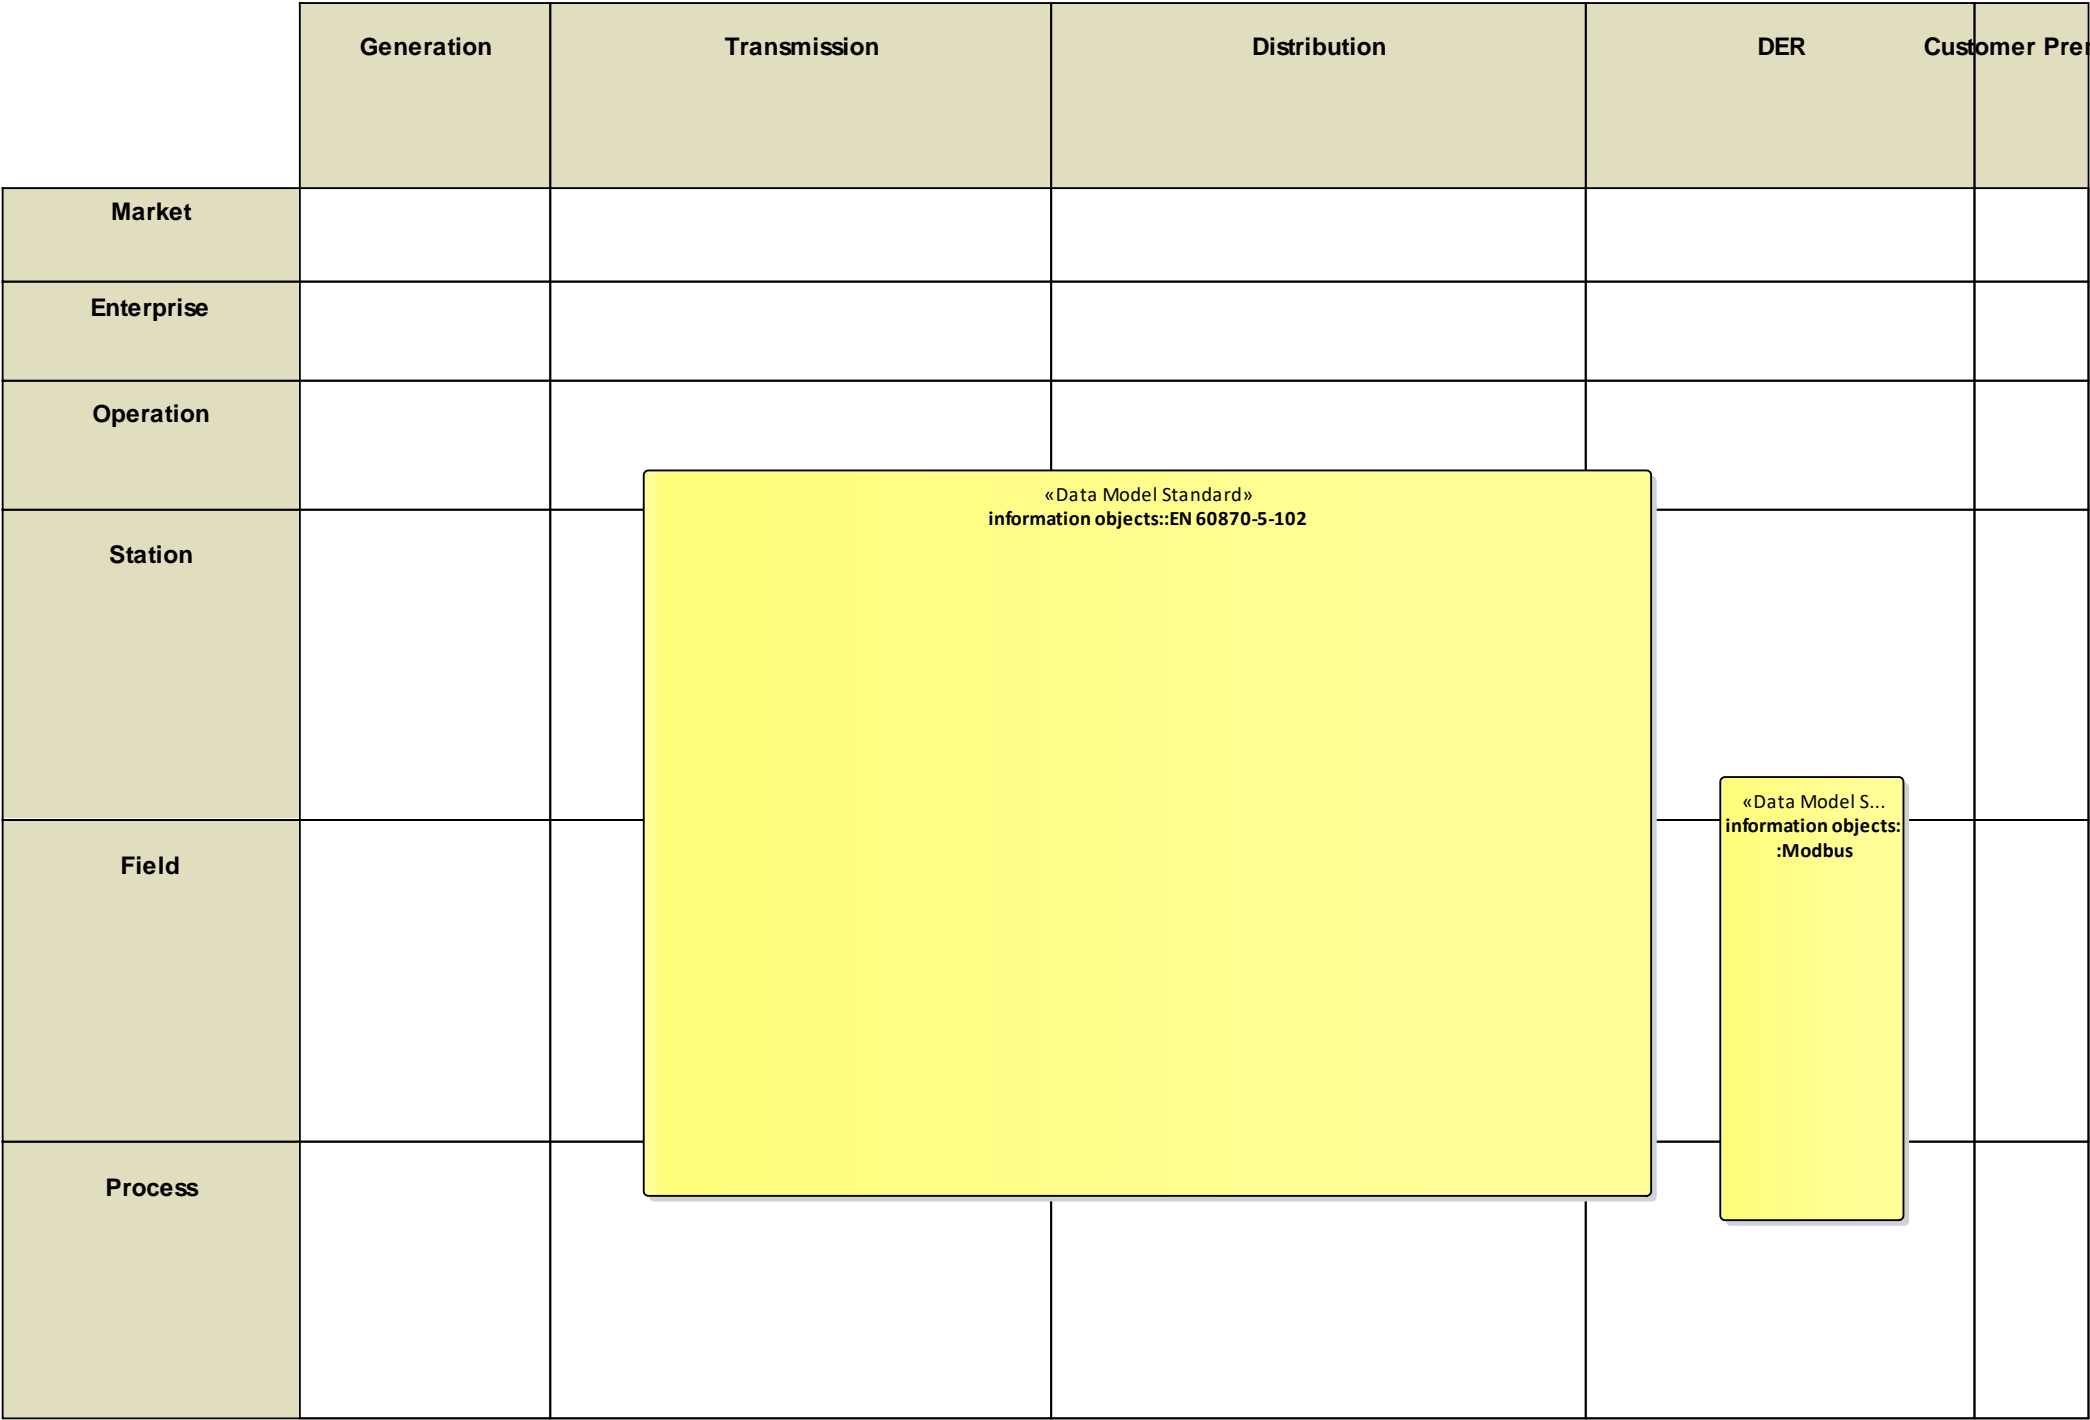 Generation
Transmission
Distribution
DER
Customer Prer
Market
Enterprise
Operation
«Data Model Standard»
information objects::EN 60870-5-102
Station
«Data Model S...
information objects:
:Modbus
Field
Process